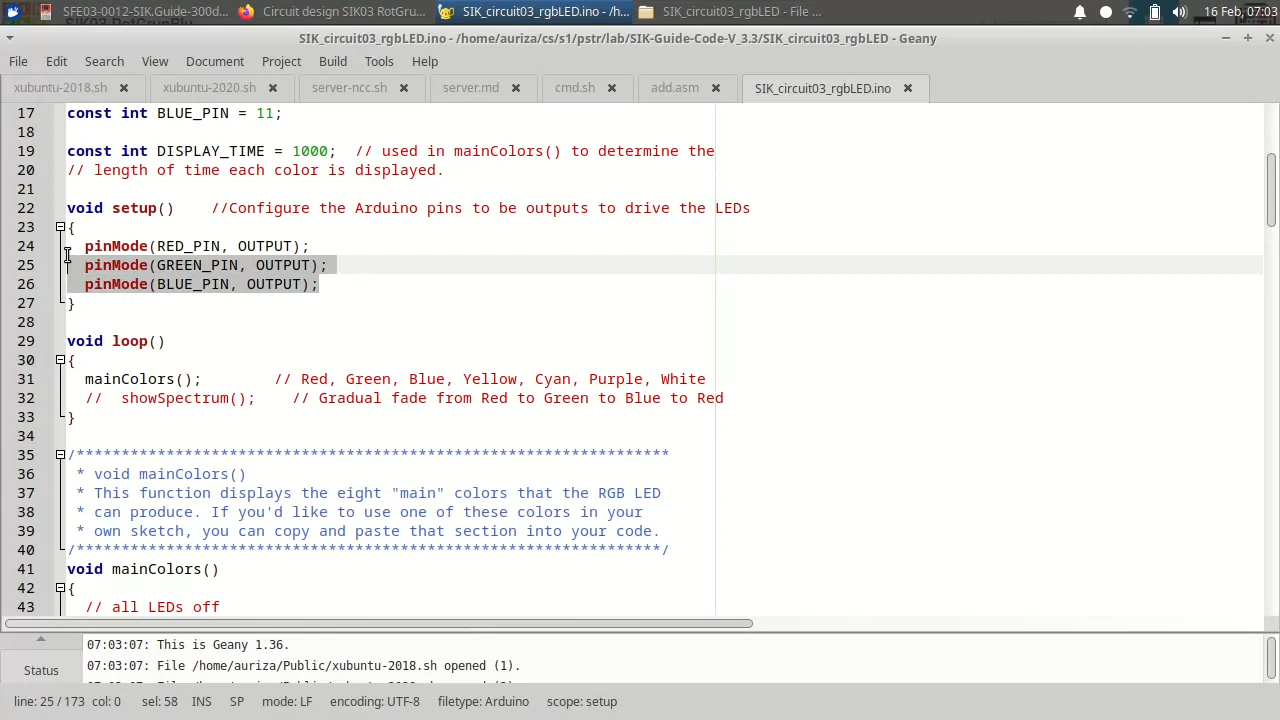 SFE03-0012-SIK.Guide-300d... Circuit design SIK03 RotGru... SIK_circuit03_rgbLED.ino - /h... SIK_circuit03_rgbLED - File ... 16 Feb, 07:03
SIK_circuit03_rgbLED.ino - /home/auriza/cs/s1/pstr/lab/SIK-Guide-Code-V_3.3/SIK_circuit03_rgbLED - Geany
File Edit Search View Document Project Build Tools Help
xubuntu-2018.sh xubuntu-2020.sh server-ncc.sh server.md cmd.sh add.asm SIK_circuit03_rgbLED.ino
17 const int BLUE_PIN = 11;
18
19 const int DISPLAY_TIME = 1000;  // used in mainColors() to determine the
20 // length of time each color is displayed.
21
22 void setup()    //Configure the Arduino pins to be outputs to drive the LEDs
23 {
24   pinMode(RED_PIN, OUTPUT);
25   pinMode(GREEN_PIN, OUTPUT);
26   pinMode(BLUE_PIN, OUTPUT);
27 }
28
29 void loop()
30 {
31   mainColors();        // Red, Green, Blue, Yellow, Cyan, Purple, White
32   //  showSpectrum();    // Gradual fade from Red to Green to Blue to Red
33 }
34
35 /*****************************************************************
36  * void mainColors()
37  * This function displays the eight "main" colors that the RGB LED
38  * can produce. If you'd like to use one of these colors in your
39  * own sketch, you can copy and paste that section into your code.
40 /*****************************************************************/
41 void mainColors()
42 {
43   // all LEDs off
07:03:07: This is Geany 1.36.
Status
07:03:07: File /home/auriza/Public/xubuntu-2018.sh opened (1).
line: 25 / 173 col: 0 sel: 58 INS SP mode: LF encoding: UTF-8 filetype: Arduino scope: setup